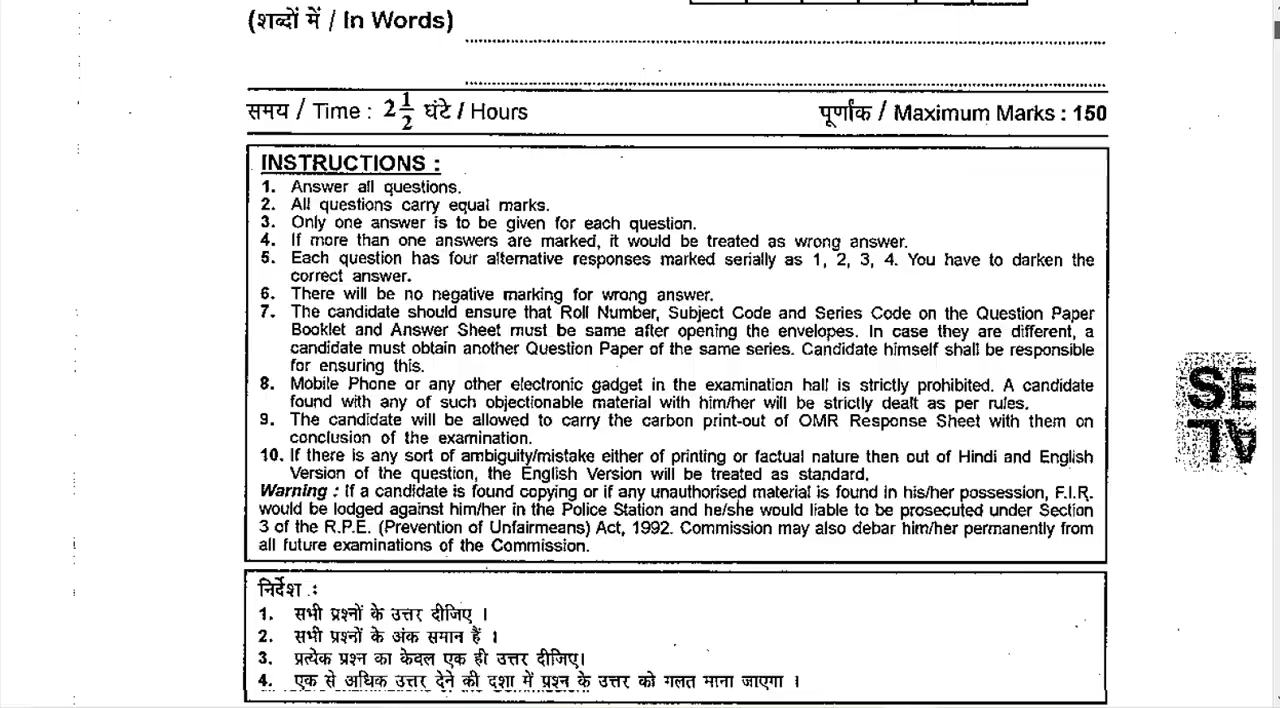 (शब्दों में / In Words)
समय / Time : 2 1/2 घंटे / Hours
पूर्णांक / Maximum Marks : 150
INSTRUCTIONS :
1. Answer all questions.
2. All questions carry equal marks.
3. Only one answer is to be given for each question.
4. If more than one answers are marked, it would be treated as wrong answer.
5. Each question has four alternative responses marked serially as 1, 2, 3, 4. You have to darken the
correct answer.
6. There will be no negative marking for wrong answer.
7. The candidate should ensure that Roll Number, Subject Code and Series Code on the Question Paper
Booklet and Answer Sheet must be same after opening the envelopes. In case they are different, a
candidate must obtain another Question Paper of the same series. Candidate himself shall be responsible
for ensuring this.
8. Mobile Phone or any other electronic gadget in the examination hall is strictly prohibited. A candidate
found with any of such objectionable material with him/her will be strictly dealt as per rules.
9. The candidate will be allowed to carry the carbon print-out of OMR Response Sheet with them on
conclusion of the examination.
10. If there is any sort of ambiguity/mistake either of printing or factual nature then out of Hindi and English
Version of the question, the English Version will be treated as standard.
Warning : If a candidate is found copying or if any unauthorised material is found in his/her possession, F.I.R.
would be lodged against him/her in the Police Station and he/she would liable to be prosecuted under Section
3 of the R.P.E. (Prevention of Unfairmeans) Act, 1992. Commission may also debar him/her permanently from
all future examinations of the Commission.
SE
AL
निर्देश :
1. सभी प्रश्नों के उत्तर दीजिए ।
2. सभी प्रश्नों के अंक समान हैं ।
3. प्रत्येक प्रश्न का केवल एक ही उत्तर दीजिए।
4. एक से अधिक उत्तर देने की दशा में प्रश्न के उत्तर को गलत माना जाएगा ।